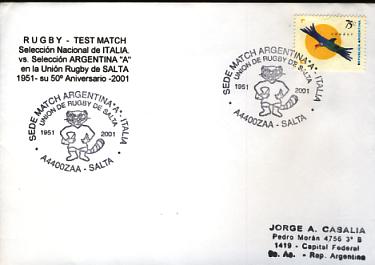 RUGBY - TEST MATCH
Selección Nacional de ITALIA.
vs. Selección ARGENTINA "A"
en la Unión Rugby de SALTA
1951- su 50º Aniversario -2001
SEDE MATCH ARGENTINA"A" - ITALIA
UNION DE RUGBY DE SALTA
1951 2001
A4400ZAA - SALTA
SEDE MATCH ARGENTINA"A" - ITALIA
UNION DE RUGBY DE SALTA
1951 2001
A4400ZAA - SALTA
75c
REPUBLICA ARGENTINA
JORGE A. CASALIA
Pedro Morán 4756 3º B
1419 - Capital Federal
Bs. As. - Rep. Argentina